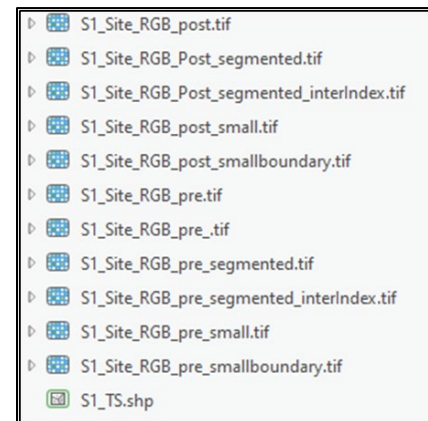 S1_Site_RGB_post.tif
S1_Site_RGB_Post_segmented.tif
S1_Site_RGB_Post_segmented_interIndex.tif
S1_Site_RGB_post_small.tif
S1_Site_RGB_post_smallboundary.tif
S1_Site_RGB_pre.tif
S1_Site_RGB_pre_.tif
S1_Site_RGB_pre_segmented.tif
S1_Site_RGB_pre_segmented_interIndex.tif
S1_Site_RGB_pre_small.tif
S1_Site_RGB_pre_smallboundary.tif
S1_TS.shp